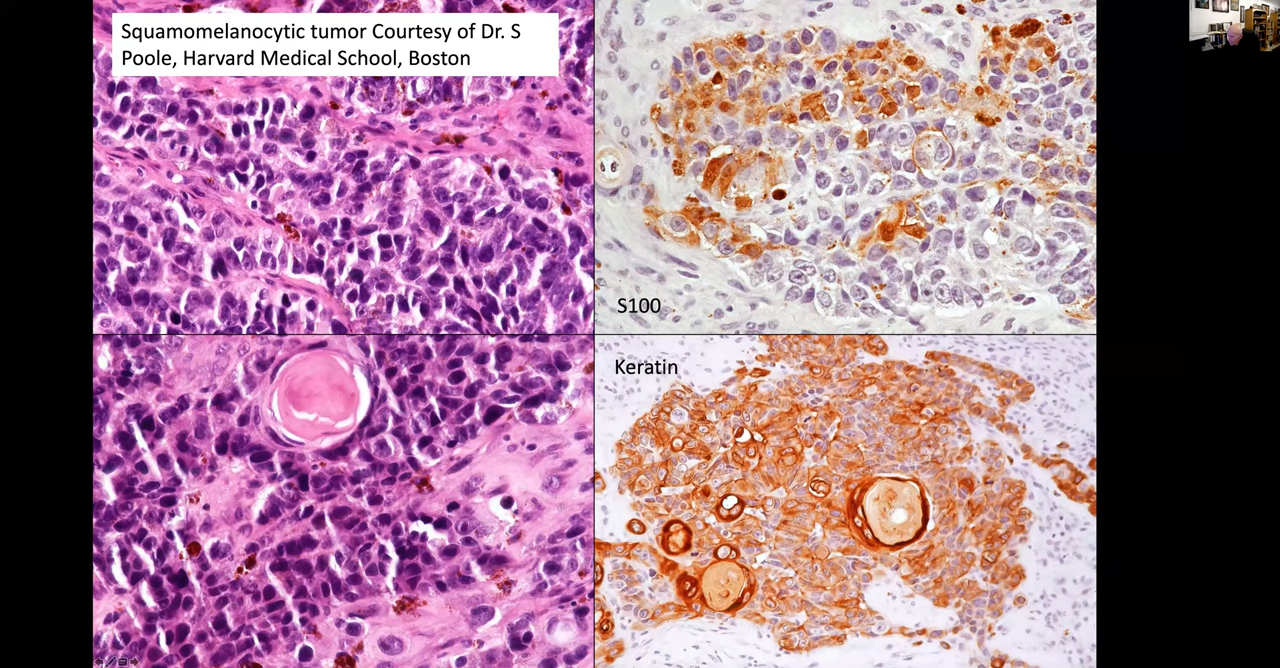 Squamomelanocytic tumor Courtesy of Dr. S
Poole, Harvard Medical School, Boston
S100
Keratin